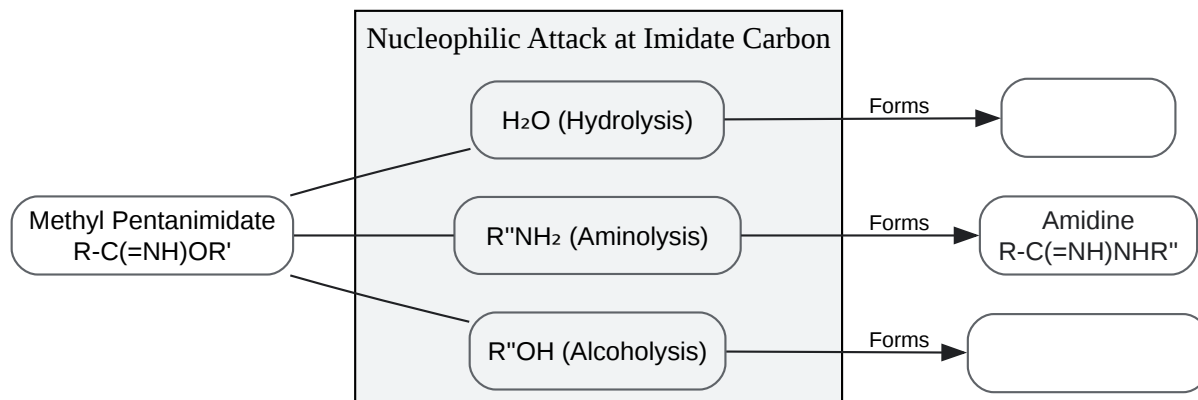 Nucleophilic Attack at Imidate Carbon
H₂O (Hydrolysis)
Forms
Methyl Pentanimidate
R-C(=NH)OR'
R"NH₂ (Aminolysis)
Forms
Amidine
R-C(=NH)NHR"
R"OH (Alcoholysis)
Forms